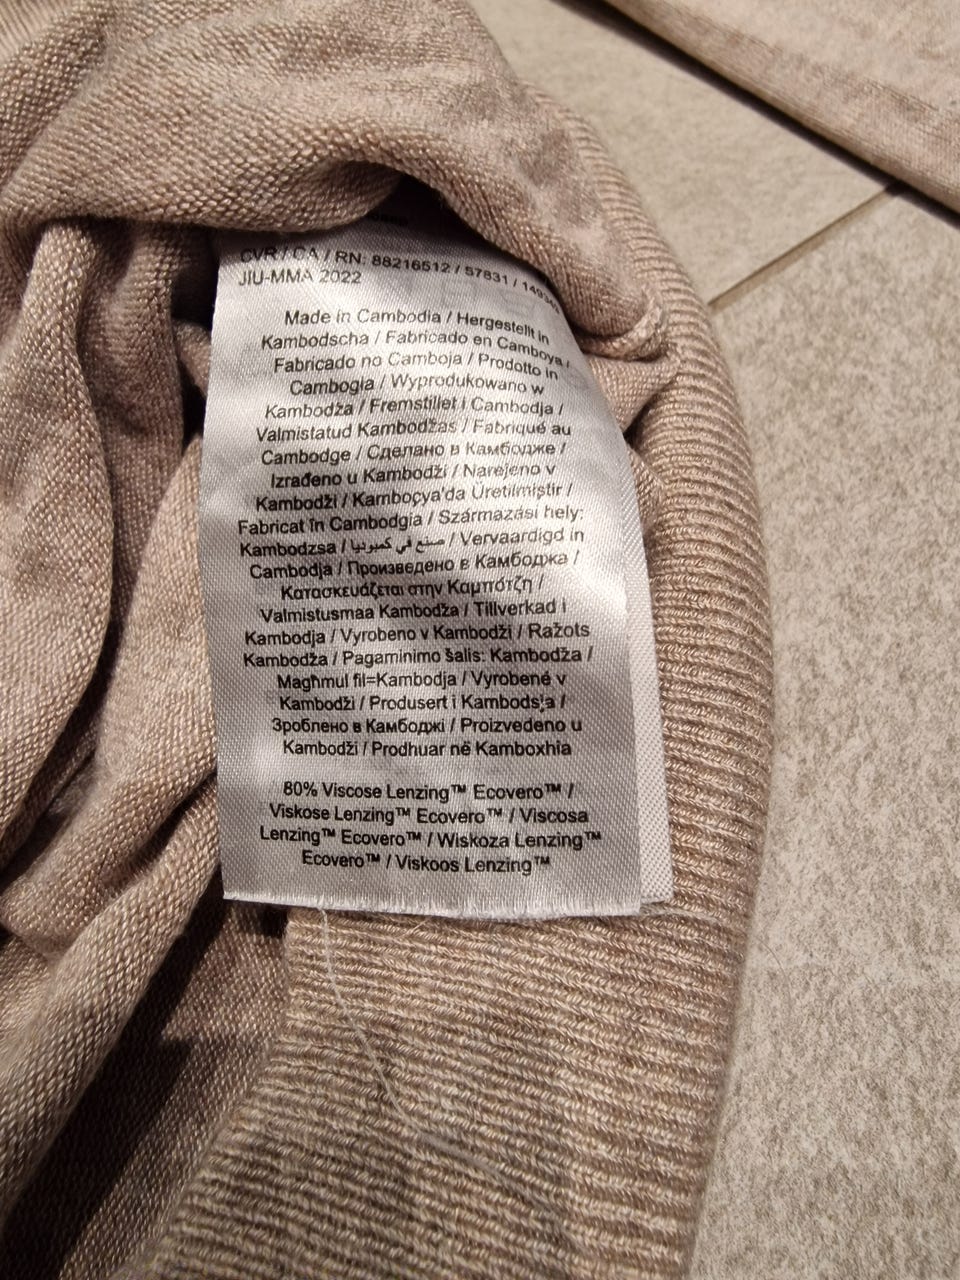 CVR / CA / RN: 88216512 / 57831 /
JIU-MMA 2022
Made in Cambodia / Hergestellt in
Kambodscha / Fabricado en Camboya /
Fabricado no Camboja / Prodotto in
Cambogia / Wyprodukowano w
Kambodża / Fremstillet i Cambodja /
Valmistatud Kambodžas / Fabriqué au
Cambodge / Сделано в Камбодже /
Izrađeno u Kambodži / Narejeno v
Kambodži / Kamboçya'da Üretilmiştir /
Fabricat în Cambodgia / Származási hely:
Kambodzsa / صنع في كمبوديا / Vervaardigd in
Cambodja / Произведено в Камбоджа /
Κατασκευάζεται στην Καμπότζη /
Valmistusmaa Kambodža / Tillverkad i
Kambodja / Vyrobeno v Kambodži / Ražots
Kambodža / Pagaminimo šalis: Kambodža /
Magħmul fil=Kambodja / Vyrobené v
Kambodži / Produsert i Kambodsja /
Зроблено в Камбоджі / Proizvedeno u
Kambodži / Prodhuar në Kamboxhia
80% Viscose Lenzing™ Ecovero™ /
Viskose Lenzing™ Ecovero™ / Viscosa
Lenzing™ Ecovero™ / Wiskoza Lenzing™
Ecovero™ / Viskoos Lenzing™